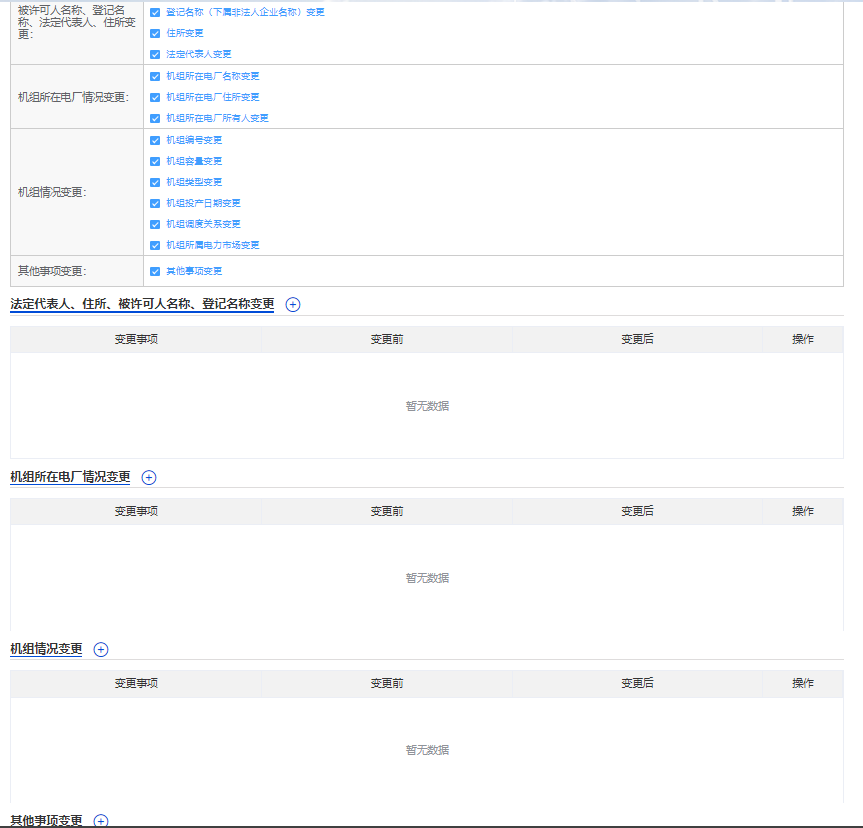 被许可人名称、登记名
称、法定代表人、住所变
更：
登记名称（下属非法人企业名称）变更
住所变更
法定代表人变更
机组所在电厂情况变更：
机组所在电厂名称变更
机组所在电厂住所变更
机组所在电厂所有人变更
机组情况变更：
机组编号变更
机组容量变更
机组类型变更
机组投产日期变更
机组调度关系变更
机组所属电力市场变更
其他事项变更：
其他事项变更
法定代表人、住所、被许可人名称、登记名称变更
变更事项 变更前 变更后 操作
暂无数据
机组所在电厂情况变更
变更事项 变更前 变更后 操作
暂无数据
机组情况变更
变更事项 变更前 变更后 操作
暂无数据
其他事项变更